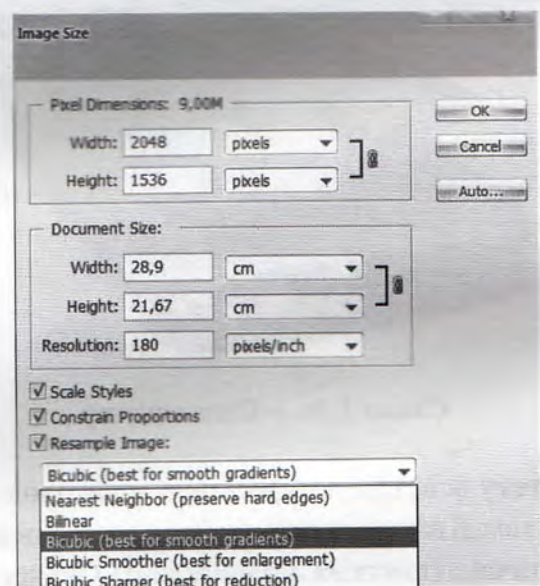 Image Size
Pixel Dimensions: 9,00M
OK
Width: 2048 pixels
Cancel
Height: 1536 pixels
Auto...
Document Size:
Width: 28,9 cm
Height: 21,67 cm
Resolution: 180 pixels/inch
Scale Styles
Constrain Proportions
Resample Image:
Bicubic (best for smooth gradients)
Nearest Neighbor (preserve hard edges)
Bilinear
Bicubic (best for smooth gradients)
Bicubic Smoother (best for enlargement)
Bicubic Sharper (best for reduction)